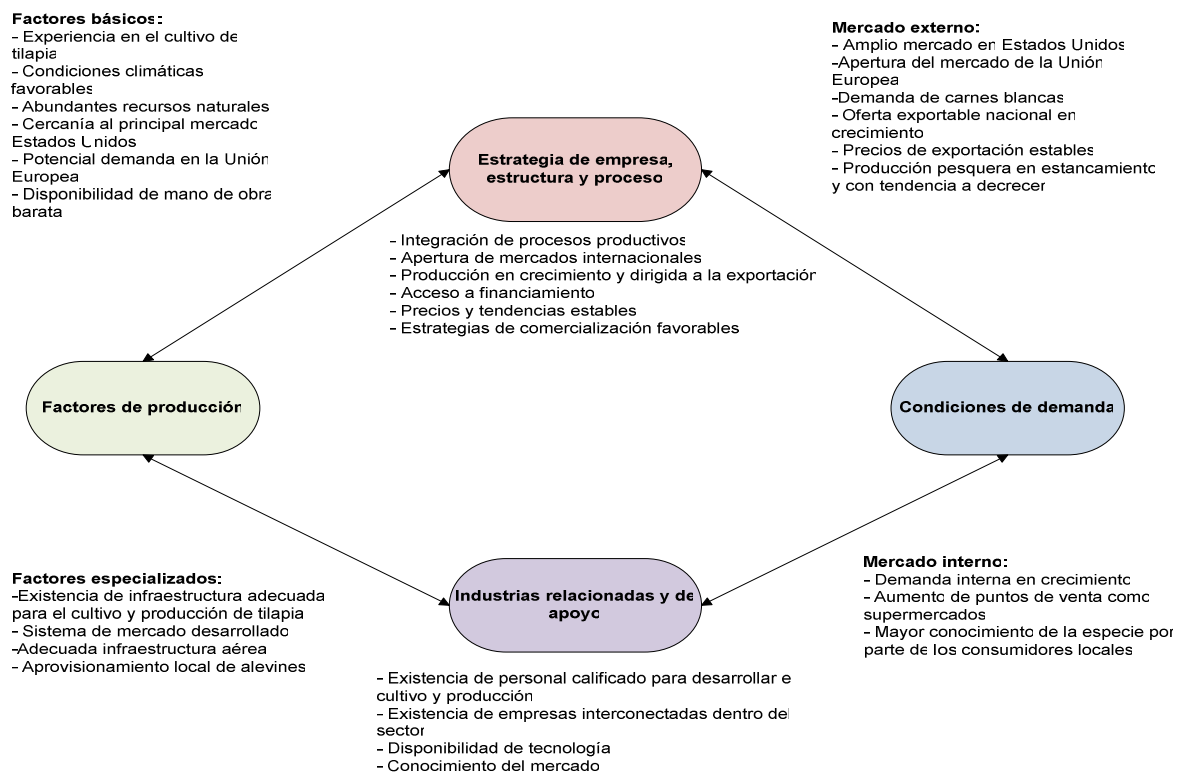 Factores básicos:
- Experiencia en el cultivo de
tilapia
- Condiciones climáticas
favorables
- Abundantes recursos naturales
- Cercanía al principal mercado
Estados Unidos
- Potencial demanda en la Unión
Europea
- Disponibilidad de mano de obra
barata
Mercado externo:
- Amplio mercado en Estados Unidos
-Apertura del mercado de la Unión
Europea
-Demanda de carnes blancas
- Oferta exportable nacional en
crecimiento
- Precios de exportación estables
- Producción pesquera en estancamiento
y con tendencia a decrecer
Estrategia de empresa,
estructura y proceso
- Integración de procesos productivos
- Apertura de mercados internacionales
- Producción en crecimiento y dirigida a la exportación
- Acceso a financiamiento
- Precios y tendencias estables
- Estrategias de comercialización favorables
Factores de producción
Condiciones de demanda
Factores especializados:
-Existencia de infraestructura adecuada
para el cultivo y producción de tilapia
- Sistema de mercado desarrollado
-Adecuada infraestructura aérea
- Aprovisionamiento local de alevines
Industrias relacionadas y de
apoyo
- Existencia de personal calificado para desarrollar e
cultivo y producción
- Existencia de empresas interconectadas dentro del
sector
- Disponibilidad de tecnología
- Conocimiento del mercado
Mercado interno:
- Demanda interna en crecimiento
- Aumento de puntos de venta como
supermercados
- Mayor conocimiento de la especie por
parte de los consumidores locales